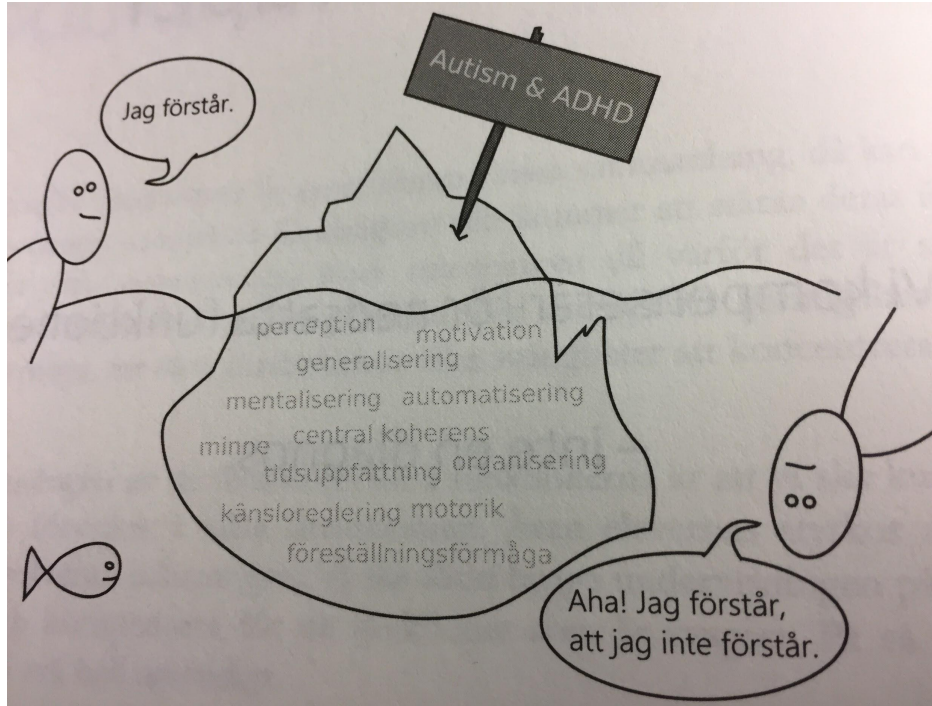 Autism & ADHD
Jag förstår.
perception motivation
generalisering
mentalisering automatisering
minne central koherens
tidsuppfattning organisering
känsloreglering motorik
föreställningsförmåga
Aha! Jag förstår,
att jag inte förstår.